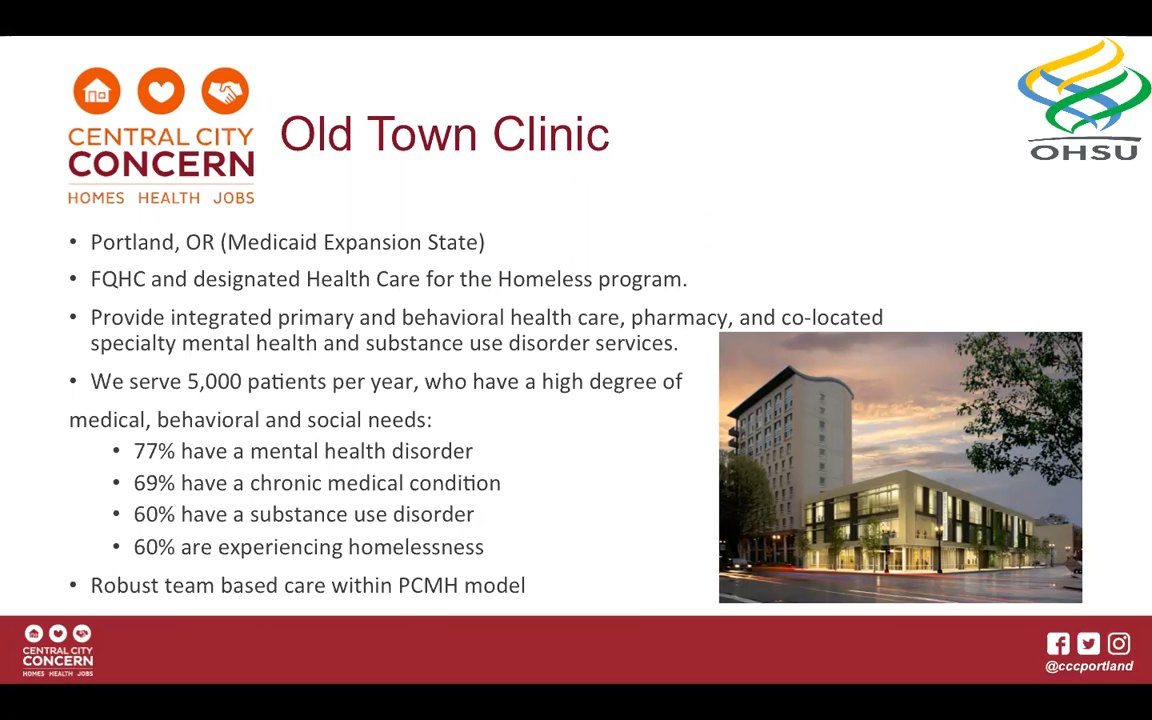 CENTRAL CITY
CONCERN
HOMES HEALTH JOBS
Old Town Clinic
OHSU
• Portland, OR (Medicaid Expansion State)
• FQHC and designated Health Care for the Homeless program.
• Provide integrated primary and behavioral health care, pharmacy, and co-located
specialty mental health and substance use disorder services.
• We serve 5,000 patients per year, who have a high degree of
medical, behavioral and social needs:
• 77% have a mental health disorder
• 69% have a chronic medical condition
• 60% have a substance use disorder
• 60% are experiencing homelessness
• Robust team based care within PCMH model
CENTRAL CITY
CONCERN
HOMES HEALTH JOBS
@cccportland